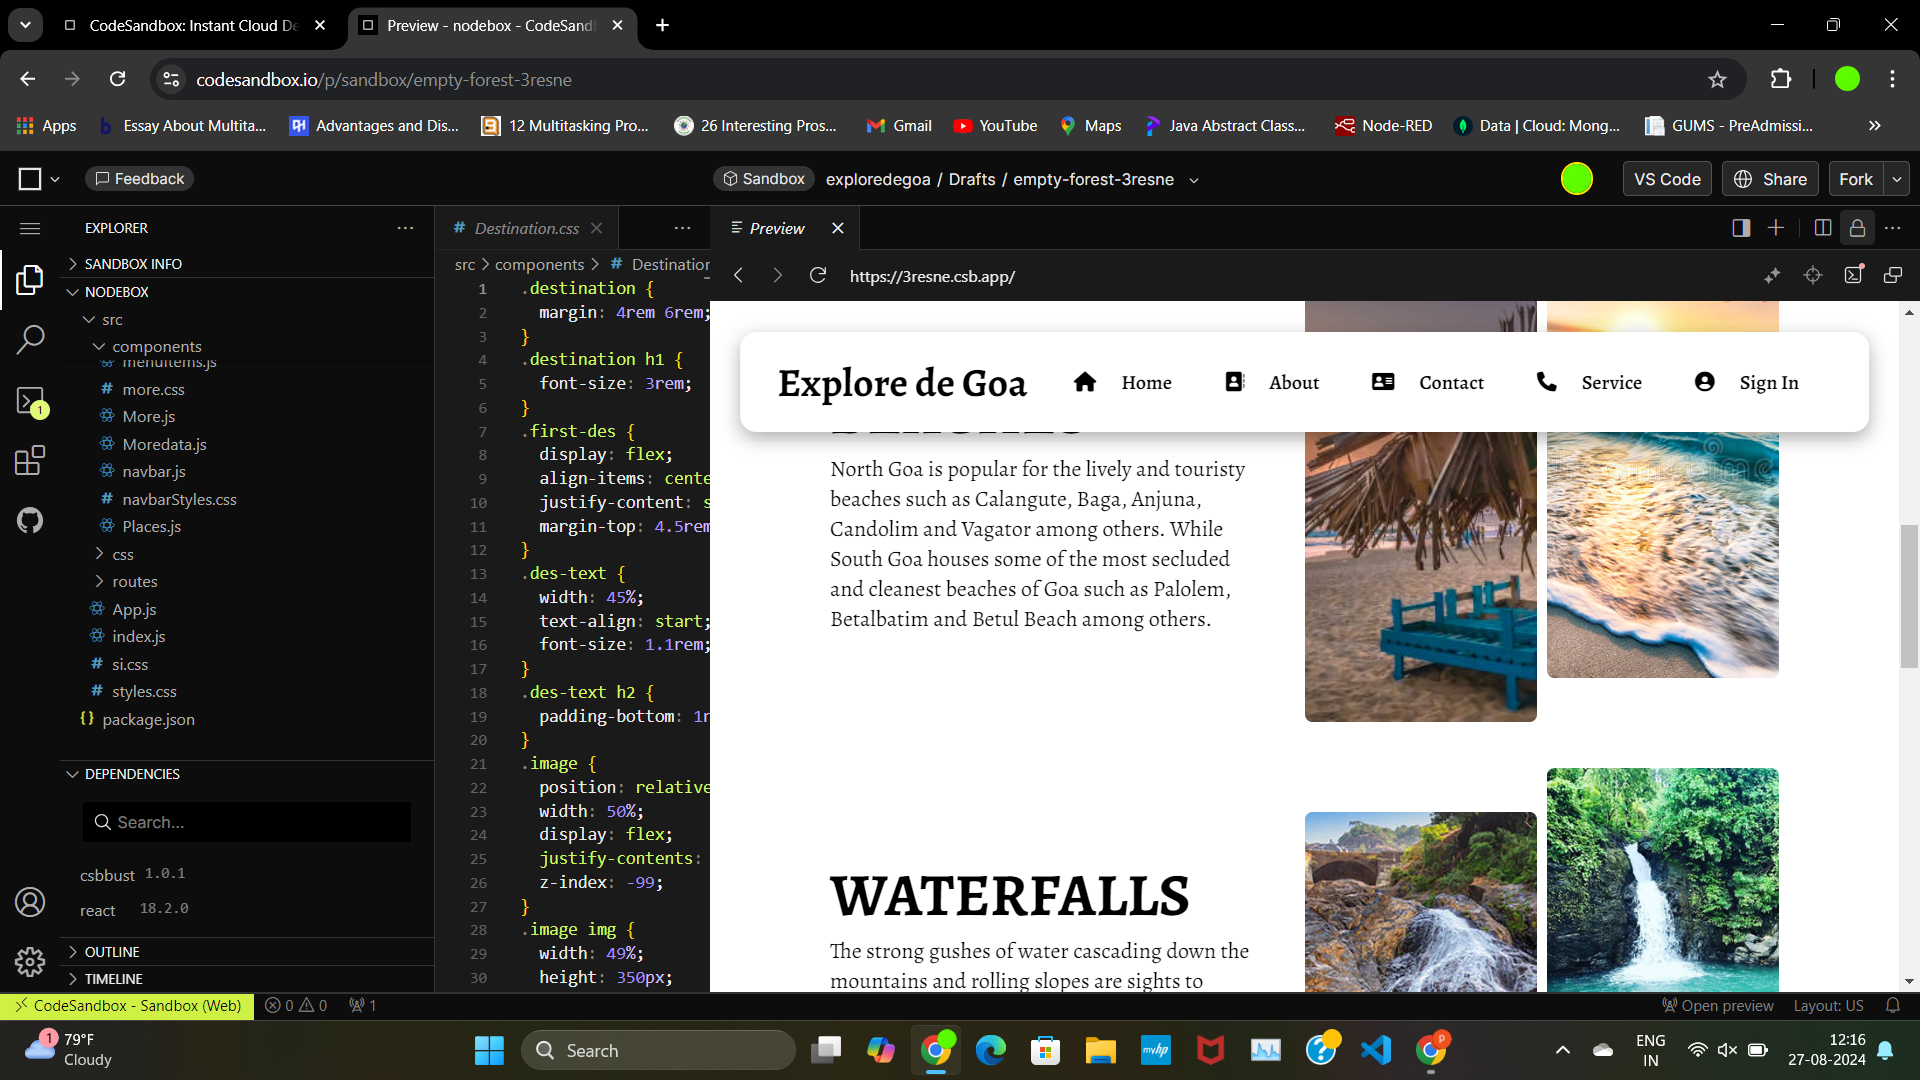 CodeSandbox: Instant Cloud De
Preview - nodebox - CodeSand
codesandbox.io/p/sandbox/empty-forest-3resne
Apps
Essay About Multita...
Advantages and Dis...
12 Multitasking Pro...
26 Interesting Pros...
Gmail
YouTube
Maps
Java Abstract Class...
Node-RED
Data | Cloud: Mong...
GUMS - PreAdmissi...
Feedback
Sandbox
exploredegoa / Drafts / empty-forest-3resne
VS Code
Share
Fork
EXPLORER
SANDBOX INFO
NODEBOX
src
components
menuItems.js
more.css
More.js
Moredata.js
navbar.js
navbarStyles.css
Places.js
css
routes
App.js
index.js
si.css
styles.css
package.json
DEPENDENCIES
Search...
csbbust 1.0.1
react 18.2.0
OUTLINE
TIMELINE
Destination.css
src > components > # Destination
1 .destination {
2 margin: 4rem 6rem;
3 }
4 .destination h1 {
5 font-size: 3rem;
6 }
7 .first-des {
8 display: flex;
9 align-items: cente
10 justify-content: s
11 margin-top: 4.5rem
12 }
13 .des-text {
14 width: 45%;
15 text-align: start;
16 font-size: 1.1rem;
17 }
18 .des-text h2 {
19 padding-bottom: 1r
20 }
21 .image {
22 position: relative
23 width: 50%;
24 display: flex;
25 justify-contents:
26 z-index: -99;
27 }
28 .image img {
29 width: 49%;
30 height: 350px;
Preview
https://3resne.csb.app/
Explore de Goa
Home
About
Contact
Service
Sign In
North Goa is popular for the lively and touristy
beaches such as Calangute, Baga, Anjuna,
Candolim and Vagator among others. While
South Goa houses some of the most secluded
and cleanest beaches of Goa such as Palolem,
Betalbatim and Betul Beach among others.
WATERFALLS
The strong gushes of water cascading down the
mountains and rolling slopes are sights to
CodeSandbox - Sandbox (Web)
0 0
1
Open preview
Layout: US
1
79°F
Cloudy
Search
myhp
ENG
IN
12:16
27-08-2024